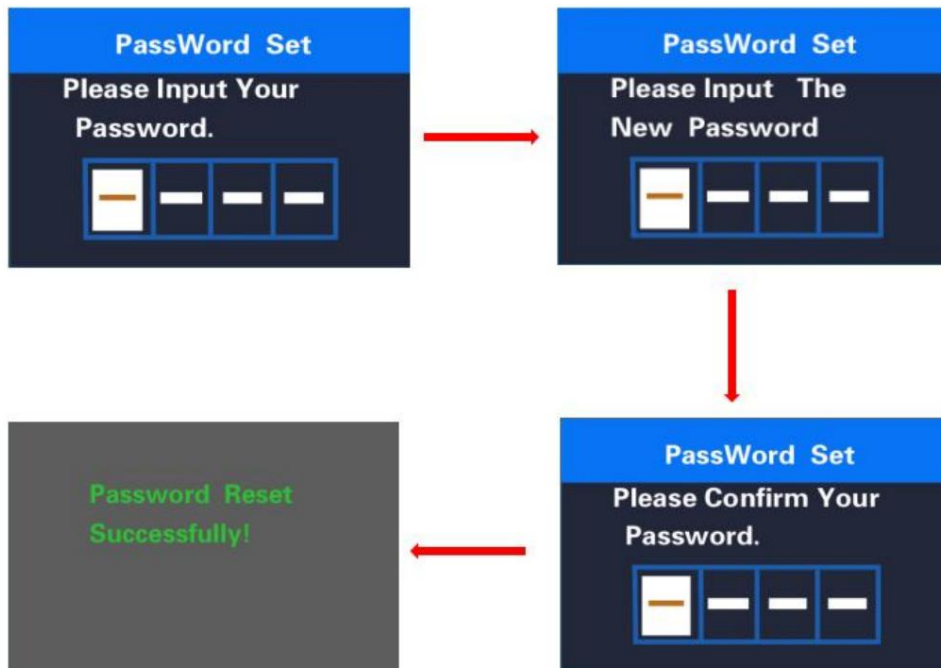 PassWord Set
Please Input Your
Password.
PassWord Set
Please Input The
New Password
PassWord Set
Please Confirm Your
Password.
Password Reset
Successfully!